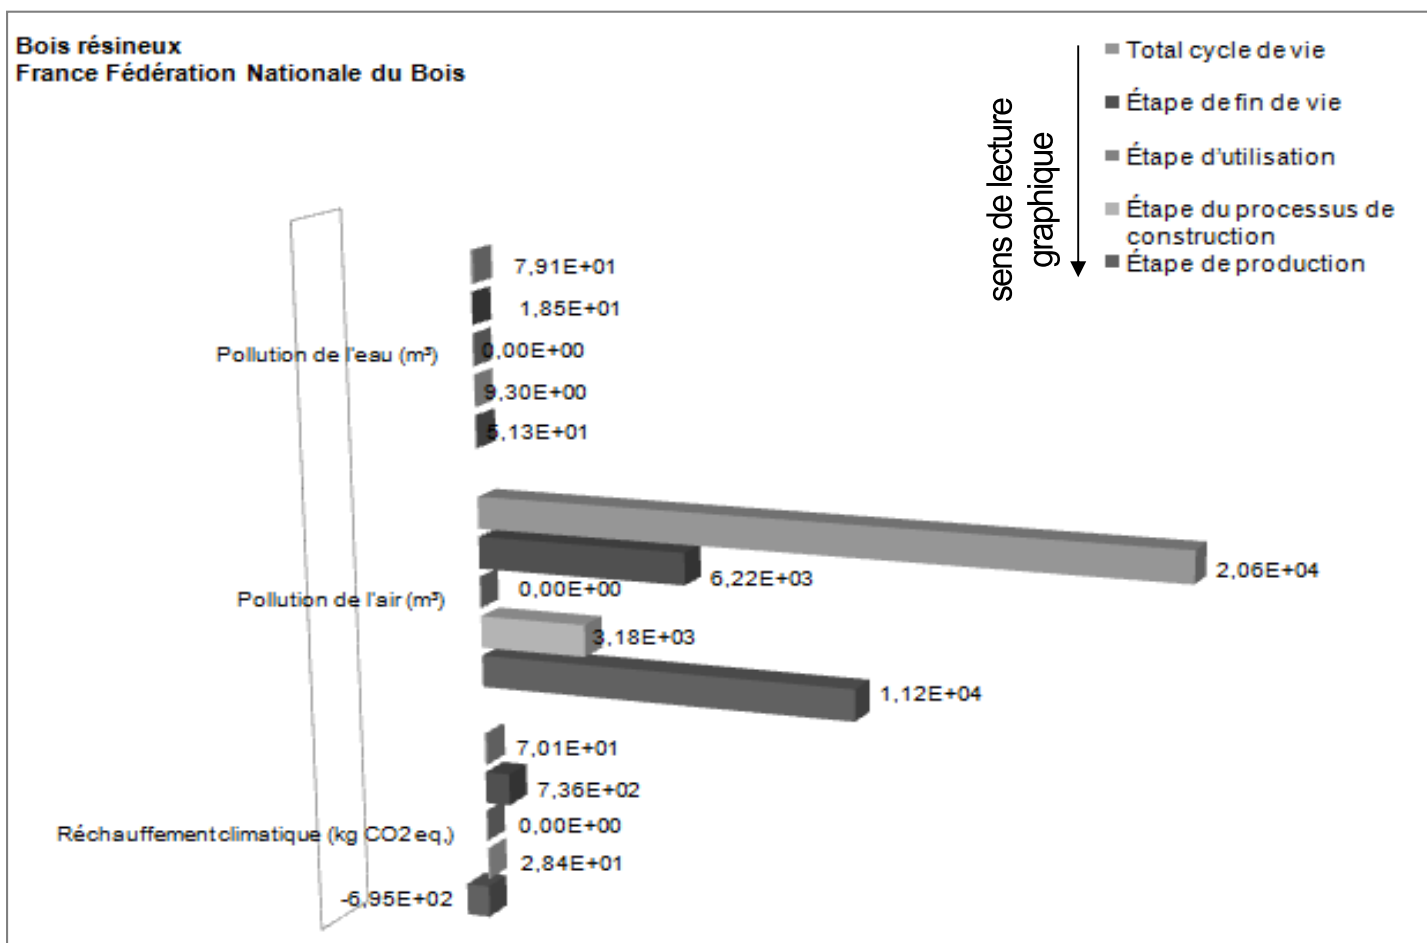 Bois résineux
France Fédération Nationale du Bois
sens de lecture
graphique
Total cycle de vie
Étape de fin de vie
Étape d'utilisation
Étape du processus de
construction
Étape de production
Pollution de l'eau (m³)
7,91E+01
1,85E+01
0,00E+00
9,30E+00
5,13E+01
Pollution de l'air (m³)
2,06E+04
6,22E+03
0,00E+00
3,18E+03
1,12E+04
Réchauffement climatique (kg CO2 eq,)
7,01E+01
7,36E+02
0,00E+00
2,84E+01
-6,95E+02